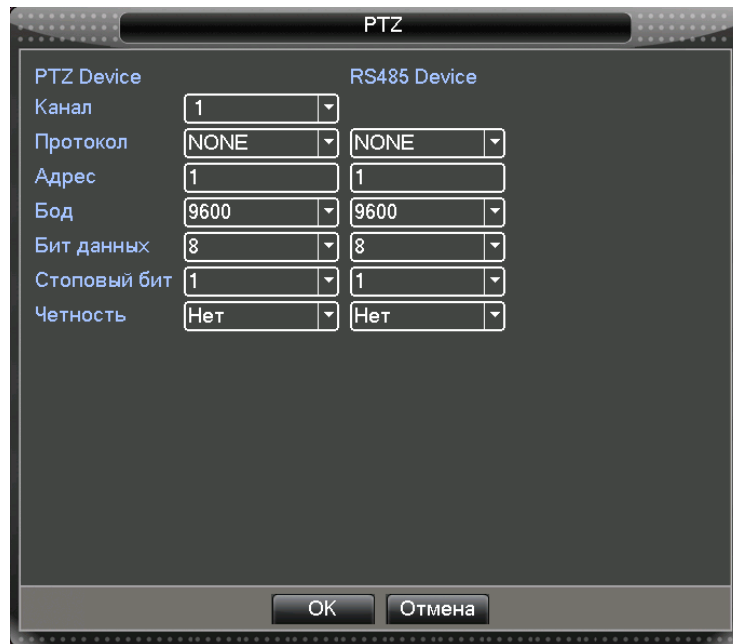 PTZ
PTZ Device RS485 Device
Канал 1
Протокол NONE NONE
Адрес 1 1
Бод 9600 9600
Бит данных 8 8
Стоповый бит 1 1
Четность Нет Нет
OK Отмена